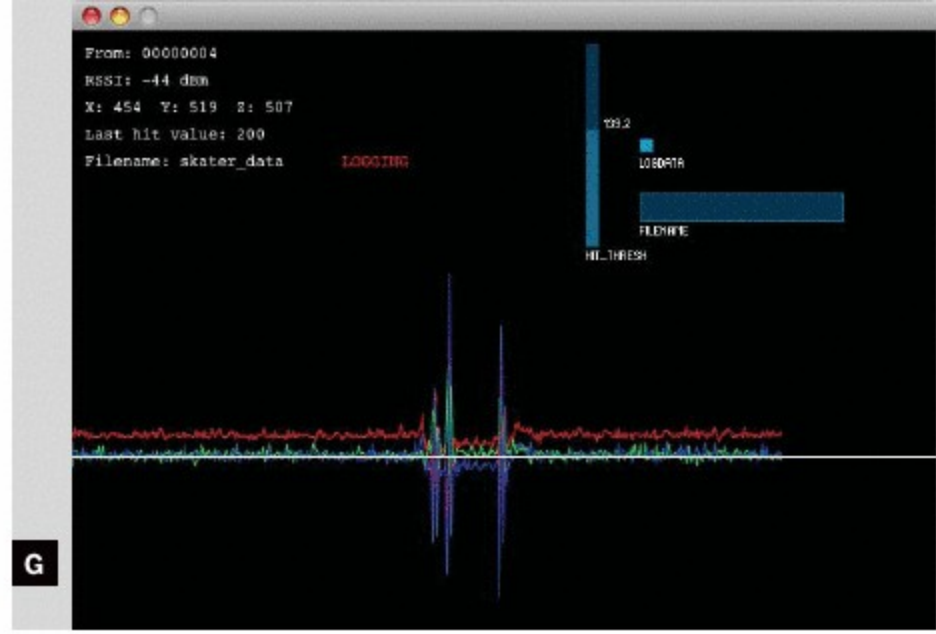 From: 00000004
RSSI: -44 dBm
X: 454 Y: 519 Z: 507
Last hit value: 200
Filename: skater_data LOGGING
139.2
LOGDATA
FILENAME
HIT_THRESH
G